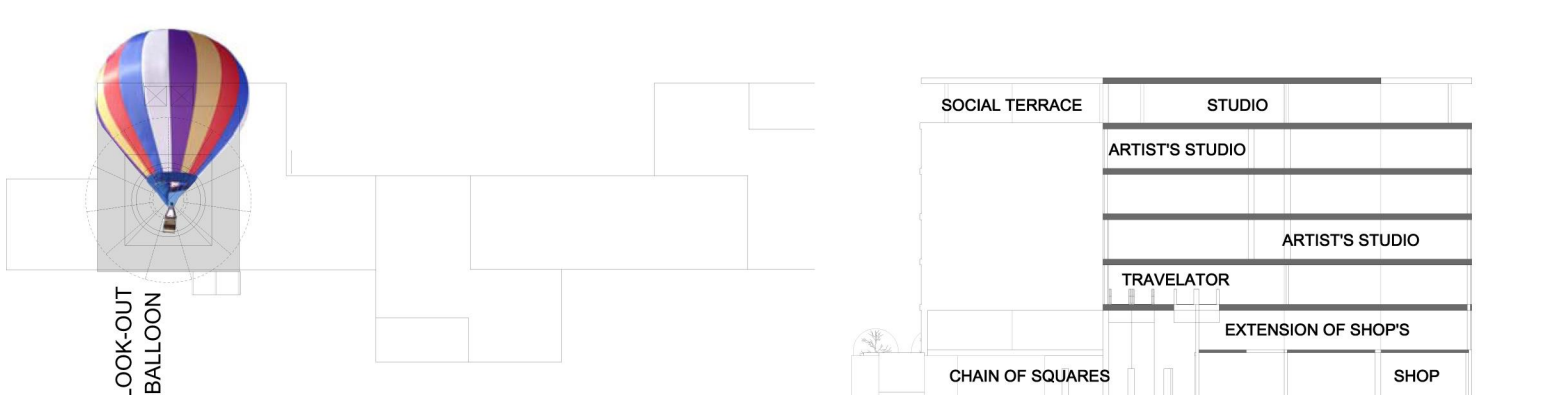 LOOK-OUT
BALLOON
SOCIAL TERRACE
STUDIO
ARTIST'S STUDIO
ARTIST'S STUDIO
TRAVELATOR
EXTENSION OF SHOP'S
CHAIN OF SQUARES
SHOP